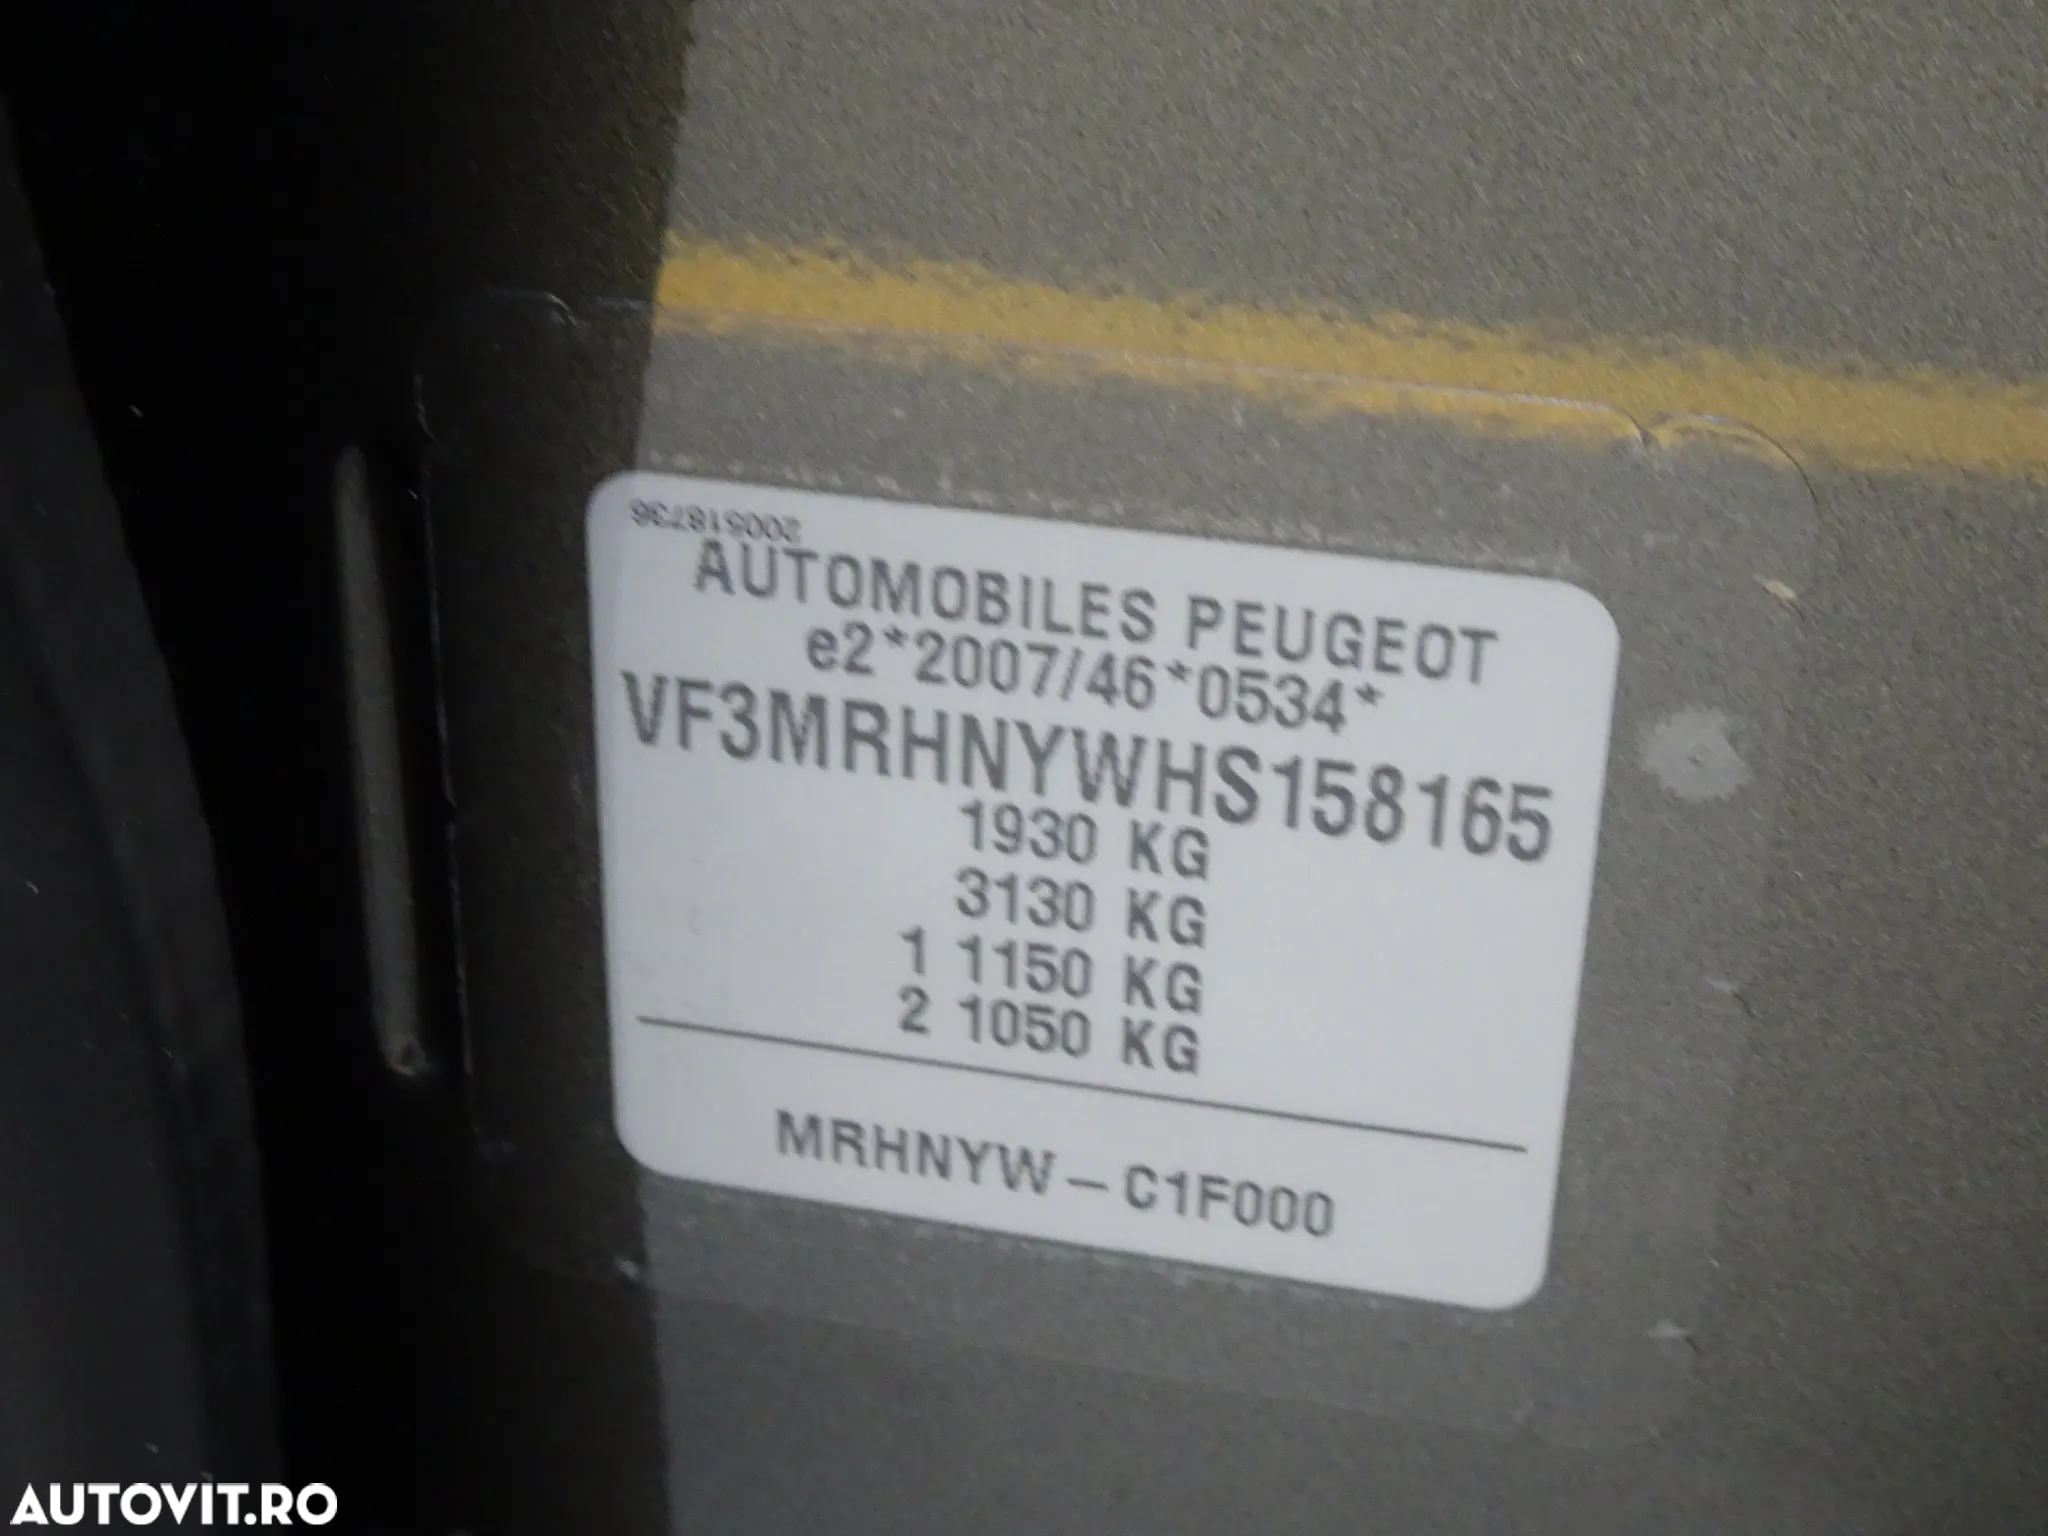 200518736
AUTOMOBILES PEUGEOT
e2*2007/46*0534*
VF3MRHNYWHS158165
1930 KG
3130 KG
1 1150 KG
2 1050 KG
MRHNYW – C1F000
AUTOVIT.RO